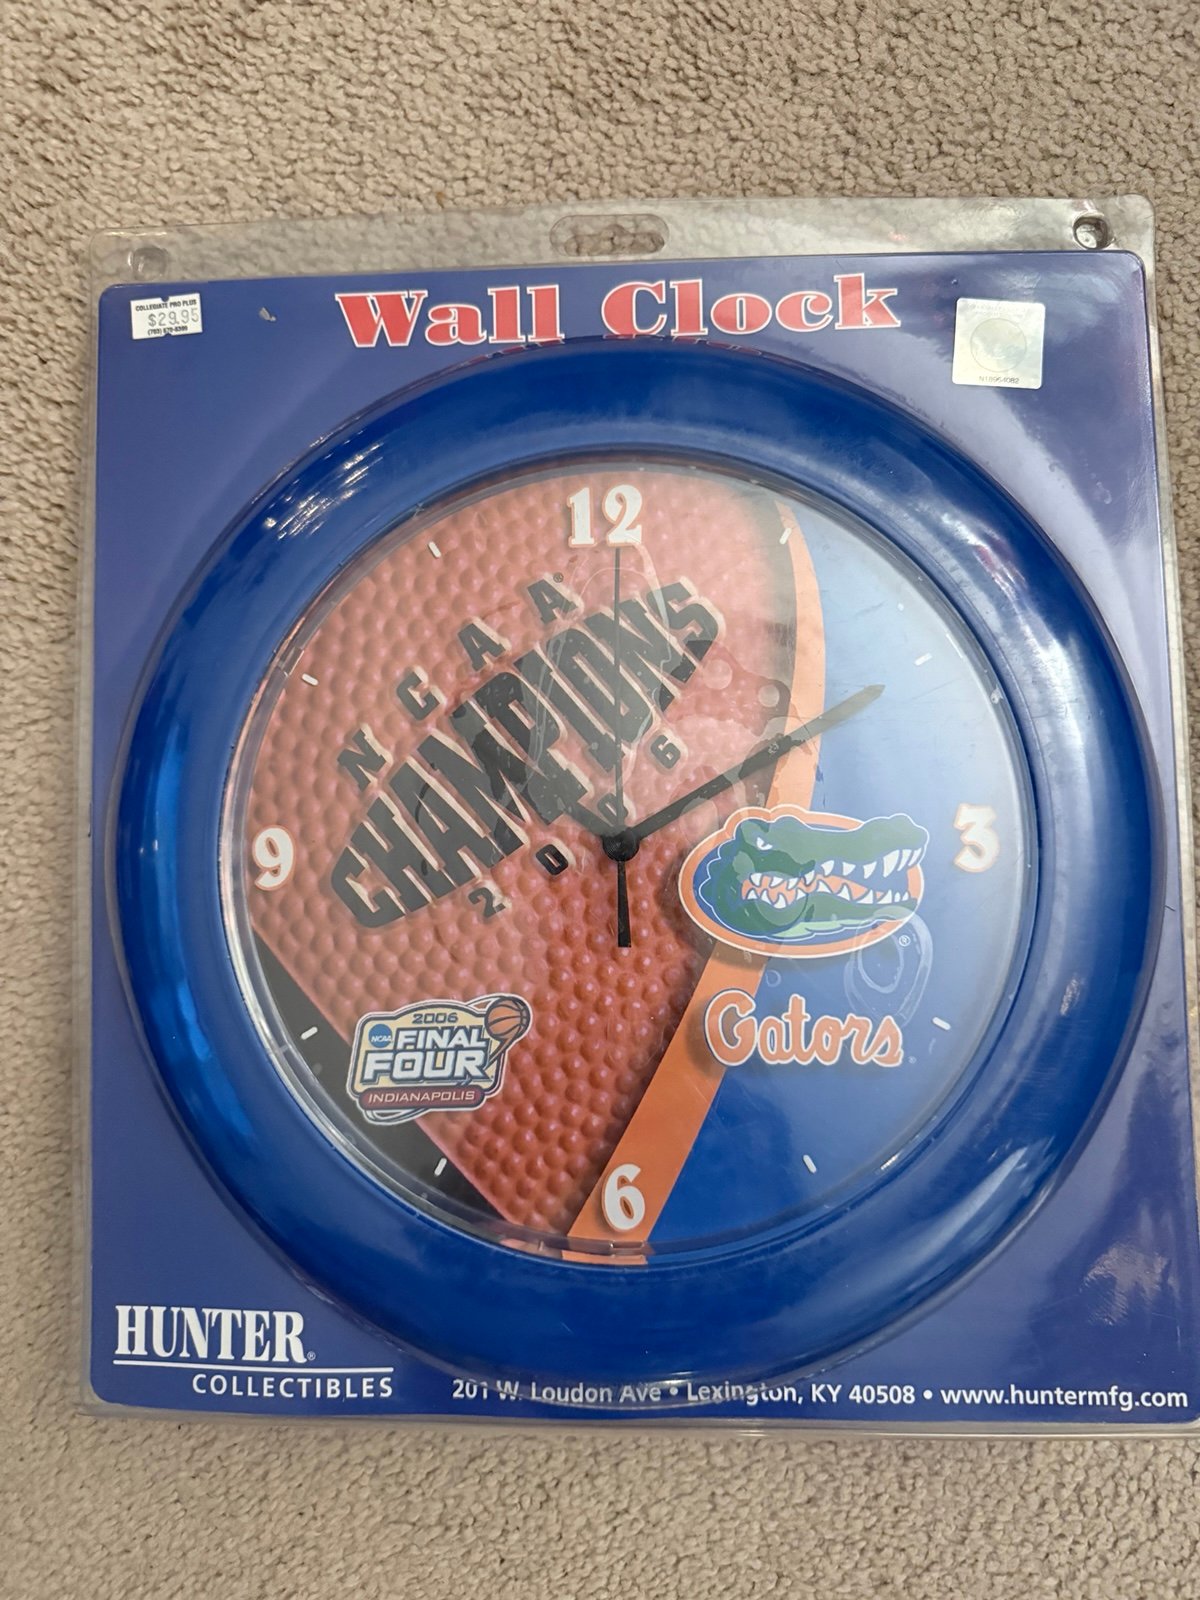 Wall Clock
COLLEGIATE PRO PLUS
$29.95
12
NCAA®
CHAMPIONS
2006
9
3
Gators
2006
NCAA FINAL
FOUR
INDIANAPOLIS
6
HUNTER®
COLLECTIBLES
201 W. Loudon Ave • Lexington, KY 40508 • www.huntermfg.com